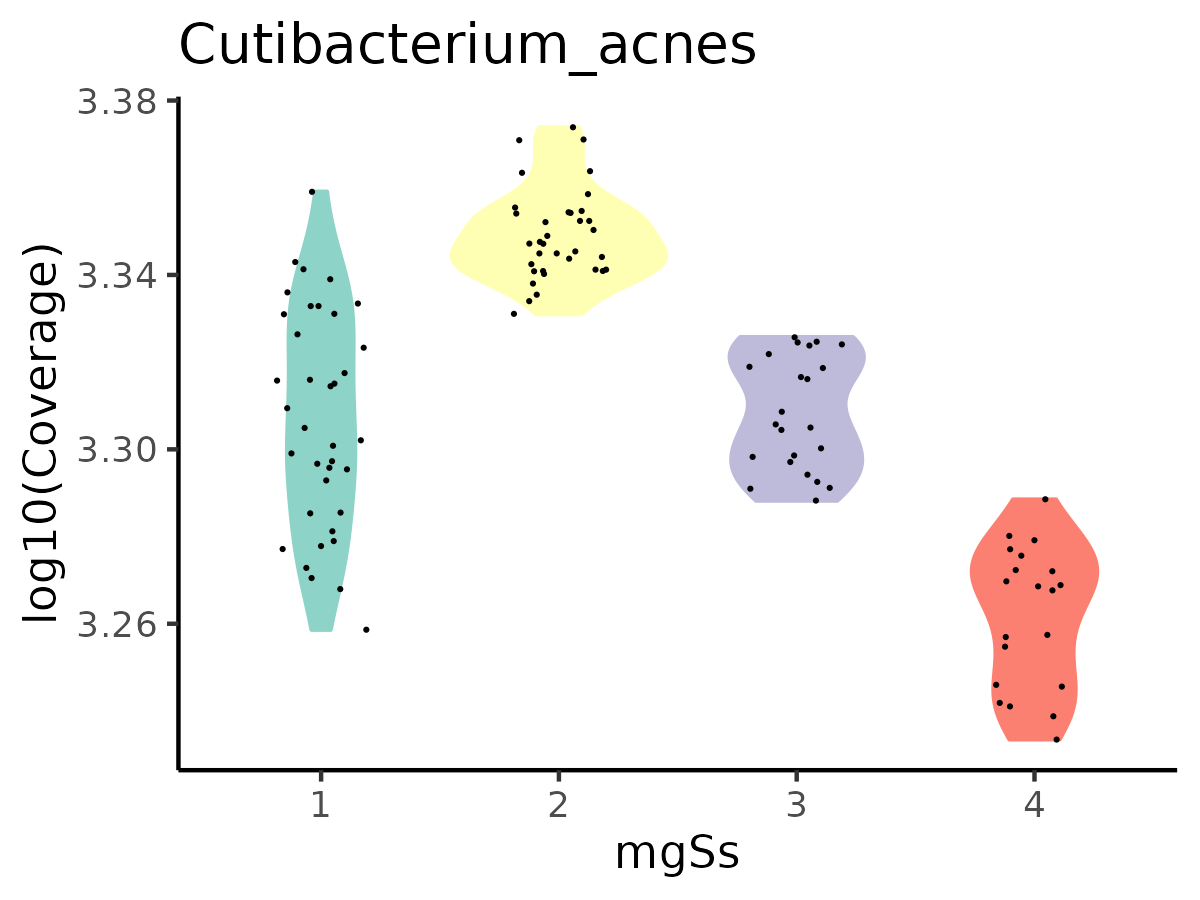 Cutibacterium_acnes
log10(Coverage)
3.38
3.34
3.30
3.26
1 2 3 4
mgSs